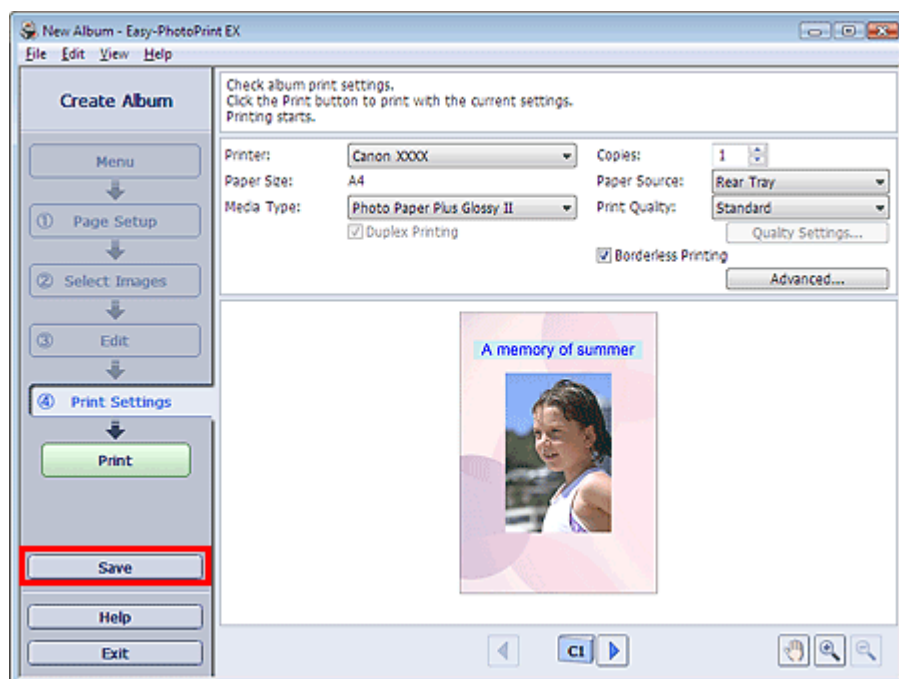 New Album - Easy-PhotoPrint EX
File Edit View Help
Create Album
Menu
① Page Setup
② Select Images
③ Edit
④ Print Settings
Print
Save
Help
Exit
Check album print settings.
Click the Print button to print with the current settings.
Printing starts.
Printer: Canon XXXX Copies: 1
Paper Size: A4 Paper Source: Rear Tray
Media Type: Photo Paper Plus Glossy II Print Quality: Standard
Duplex Printing Quality Settings...
Borderless Printing
Advanced...
A memory of summer
C1